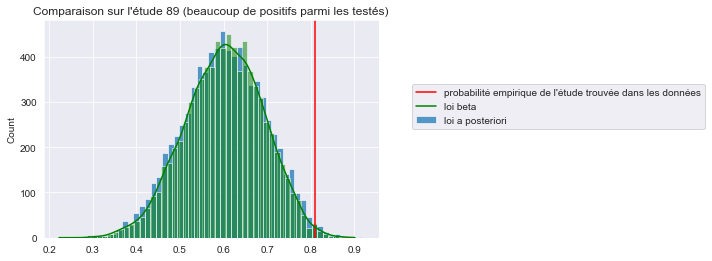 Comparaison sur l'étude 89 (beaucoup de positifs parmi les testés)
400
300
200
100
0
Count
0.2 0.3 0.4 0.5 0.6 0.7 0.8 0.9
probabilité empirique de l'étude trouvée dans les données
loi beta
loi a posteriori